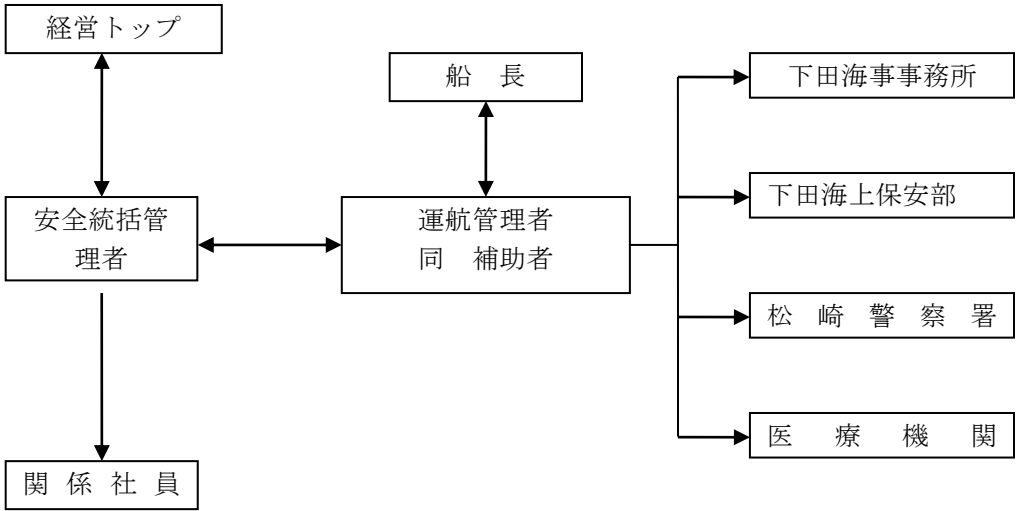 経営トップ
船 長
下田海事事務所
下田海上保安部
安全統括管
理者
運航管理者
同 補助者
松 崎 警 察 署
医 療 機 関
関 係 社 員